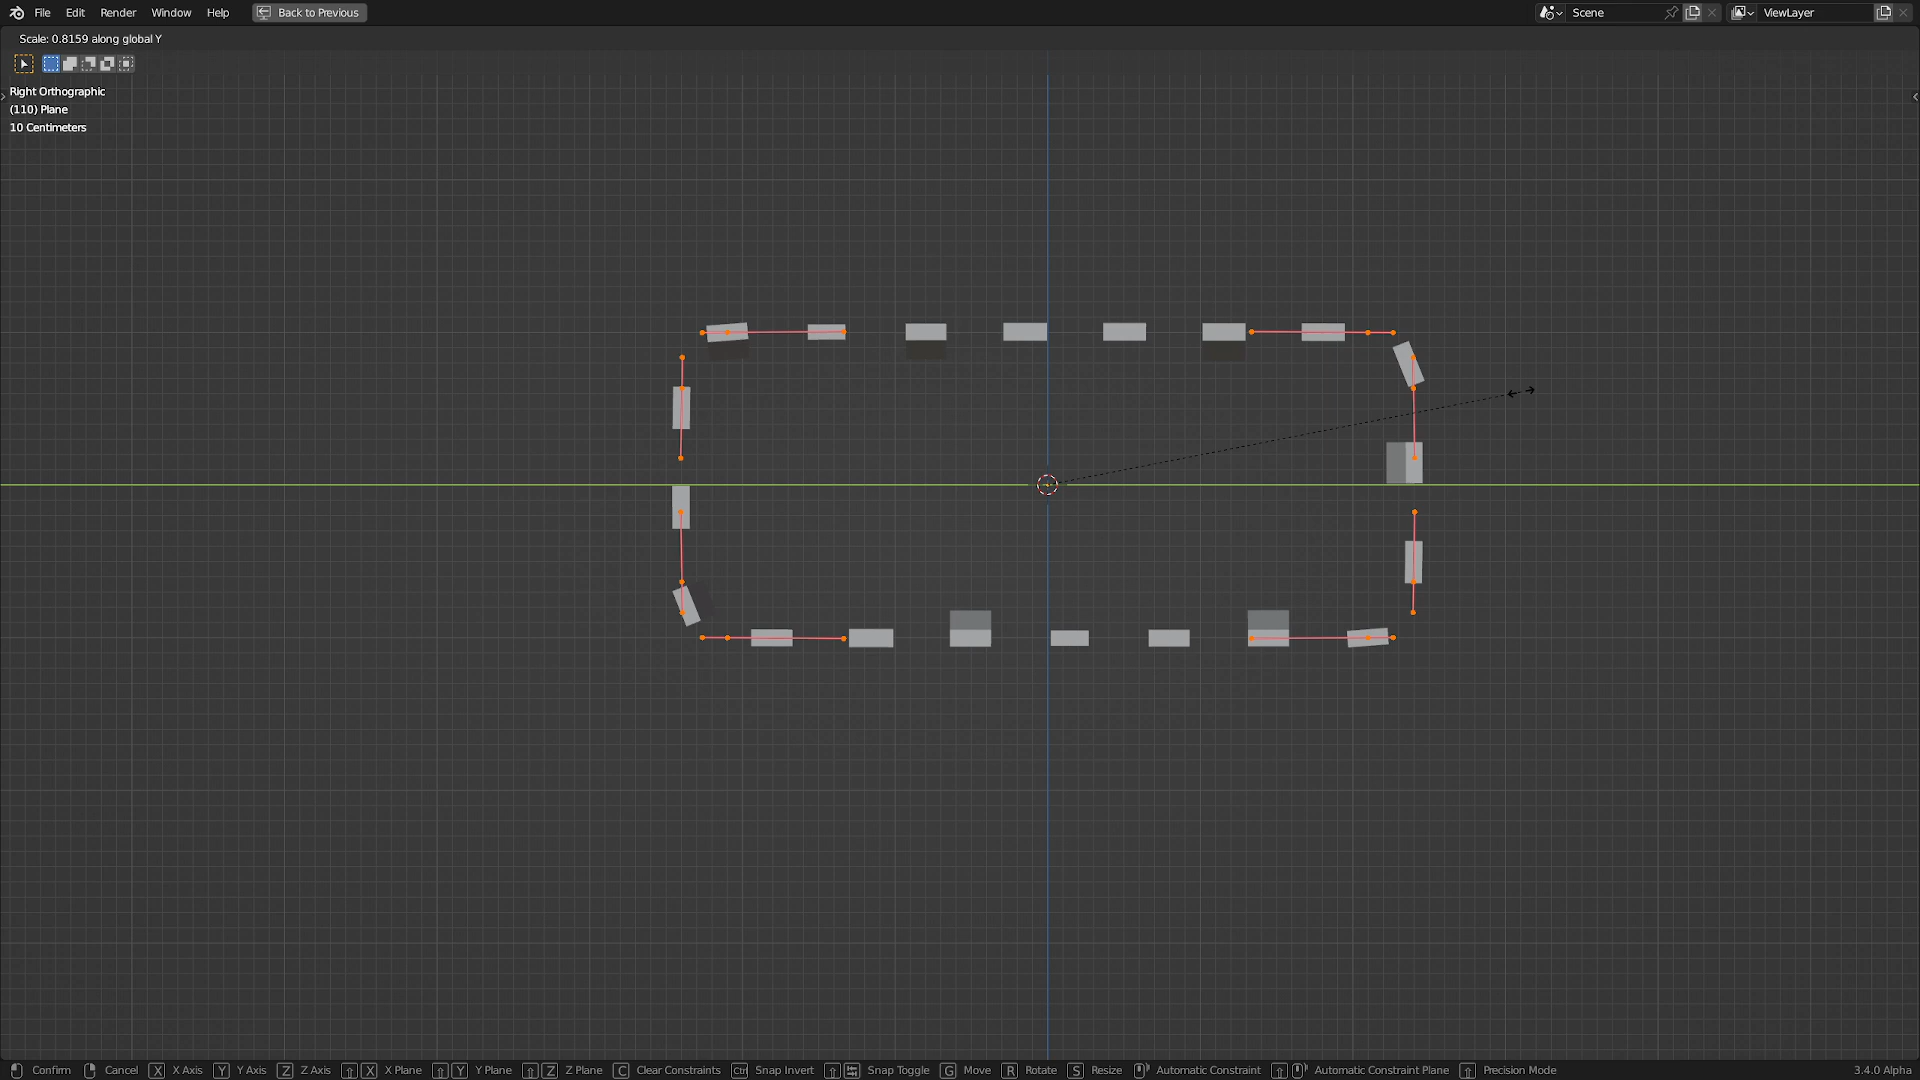 File Edit Render Window Help Back to Previous Scene ViewLayer
Scale: 0.8159 along global Y
Right Orthographic
(110) Plane
10 Centimeters
Confirm Cancel X X Axis Y Y Axis Z Z Axis X X Plane Y Y Plane Z Z Plane C Clear Constraints Ctrl Snap Invert Snap Toggle G Move R Rotate S Resize Automatic Constraint Automatic Constraint Plane Precision Mode 3.4.0 Alpha